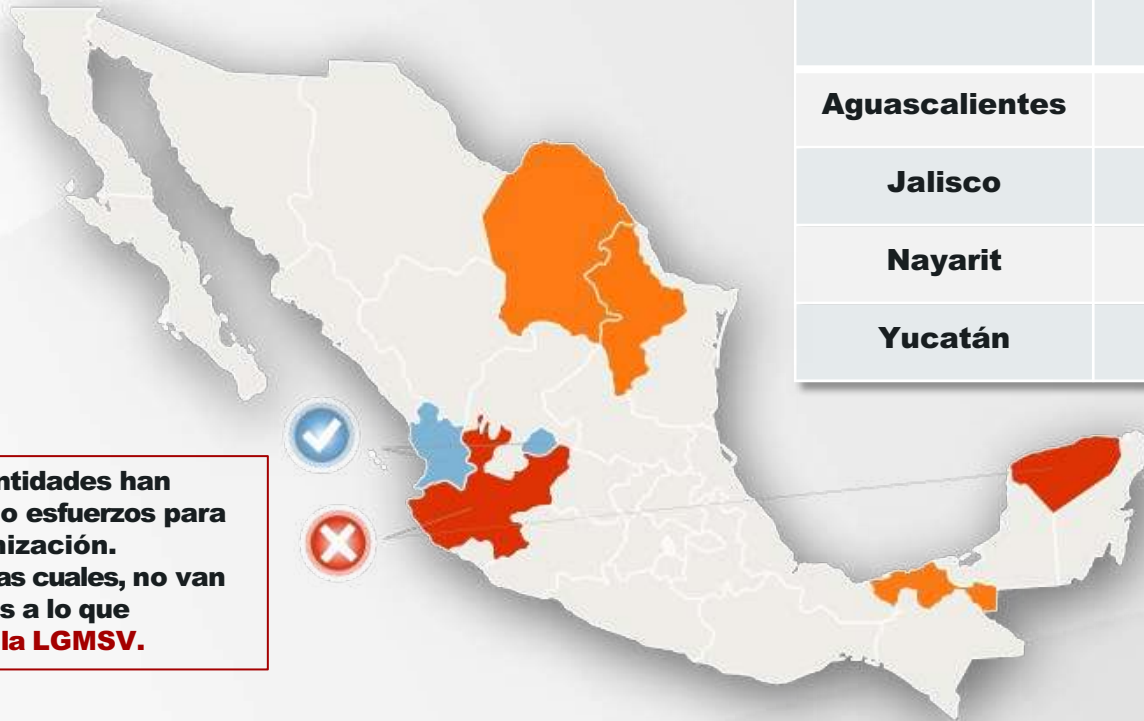 Aguascalientes
Jalisco
Nayarit
Yucatán
ntidades han
o esfuerzos para
nización.
as cuales, no van
s a lo que
la LGMSV.